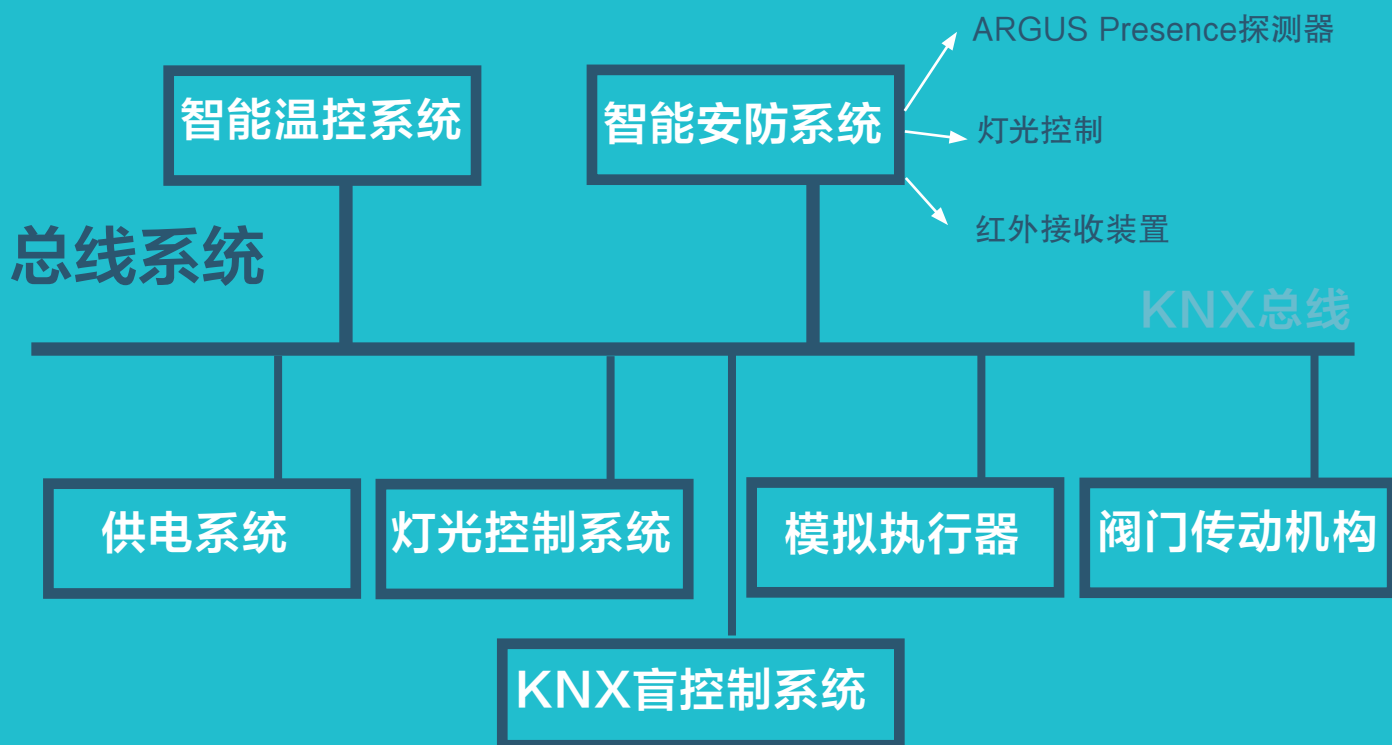 ARGUS Presence探测器
智能温控系统
智能安防系统
灯光控制
红外接收装置
总线系统
KNX总线
供电系统
灯光控制系统
模拟执行器
阀门传动机构
KNX盲控制系统